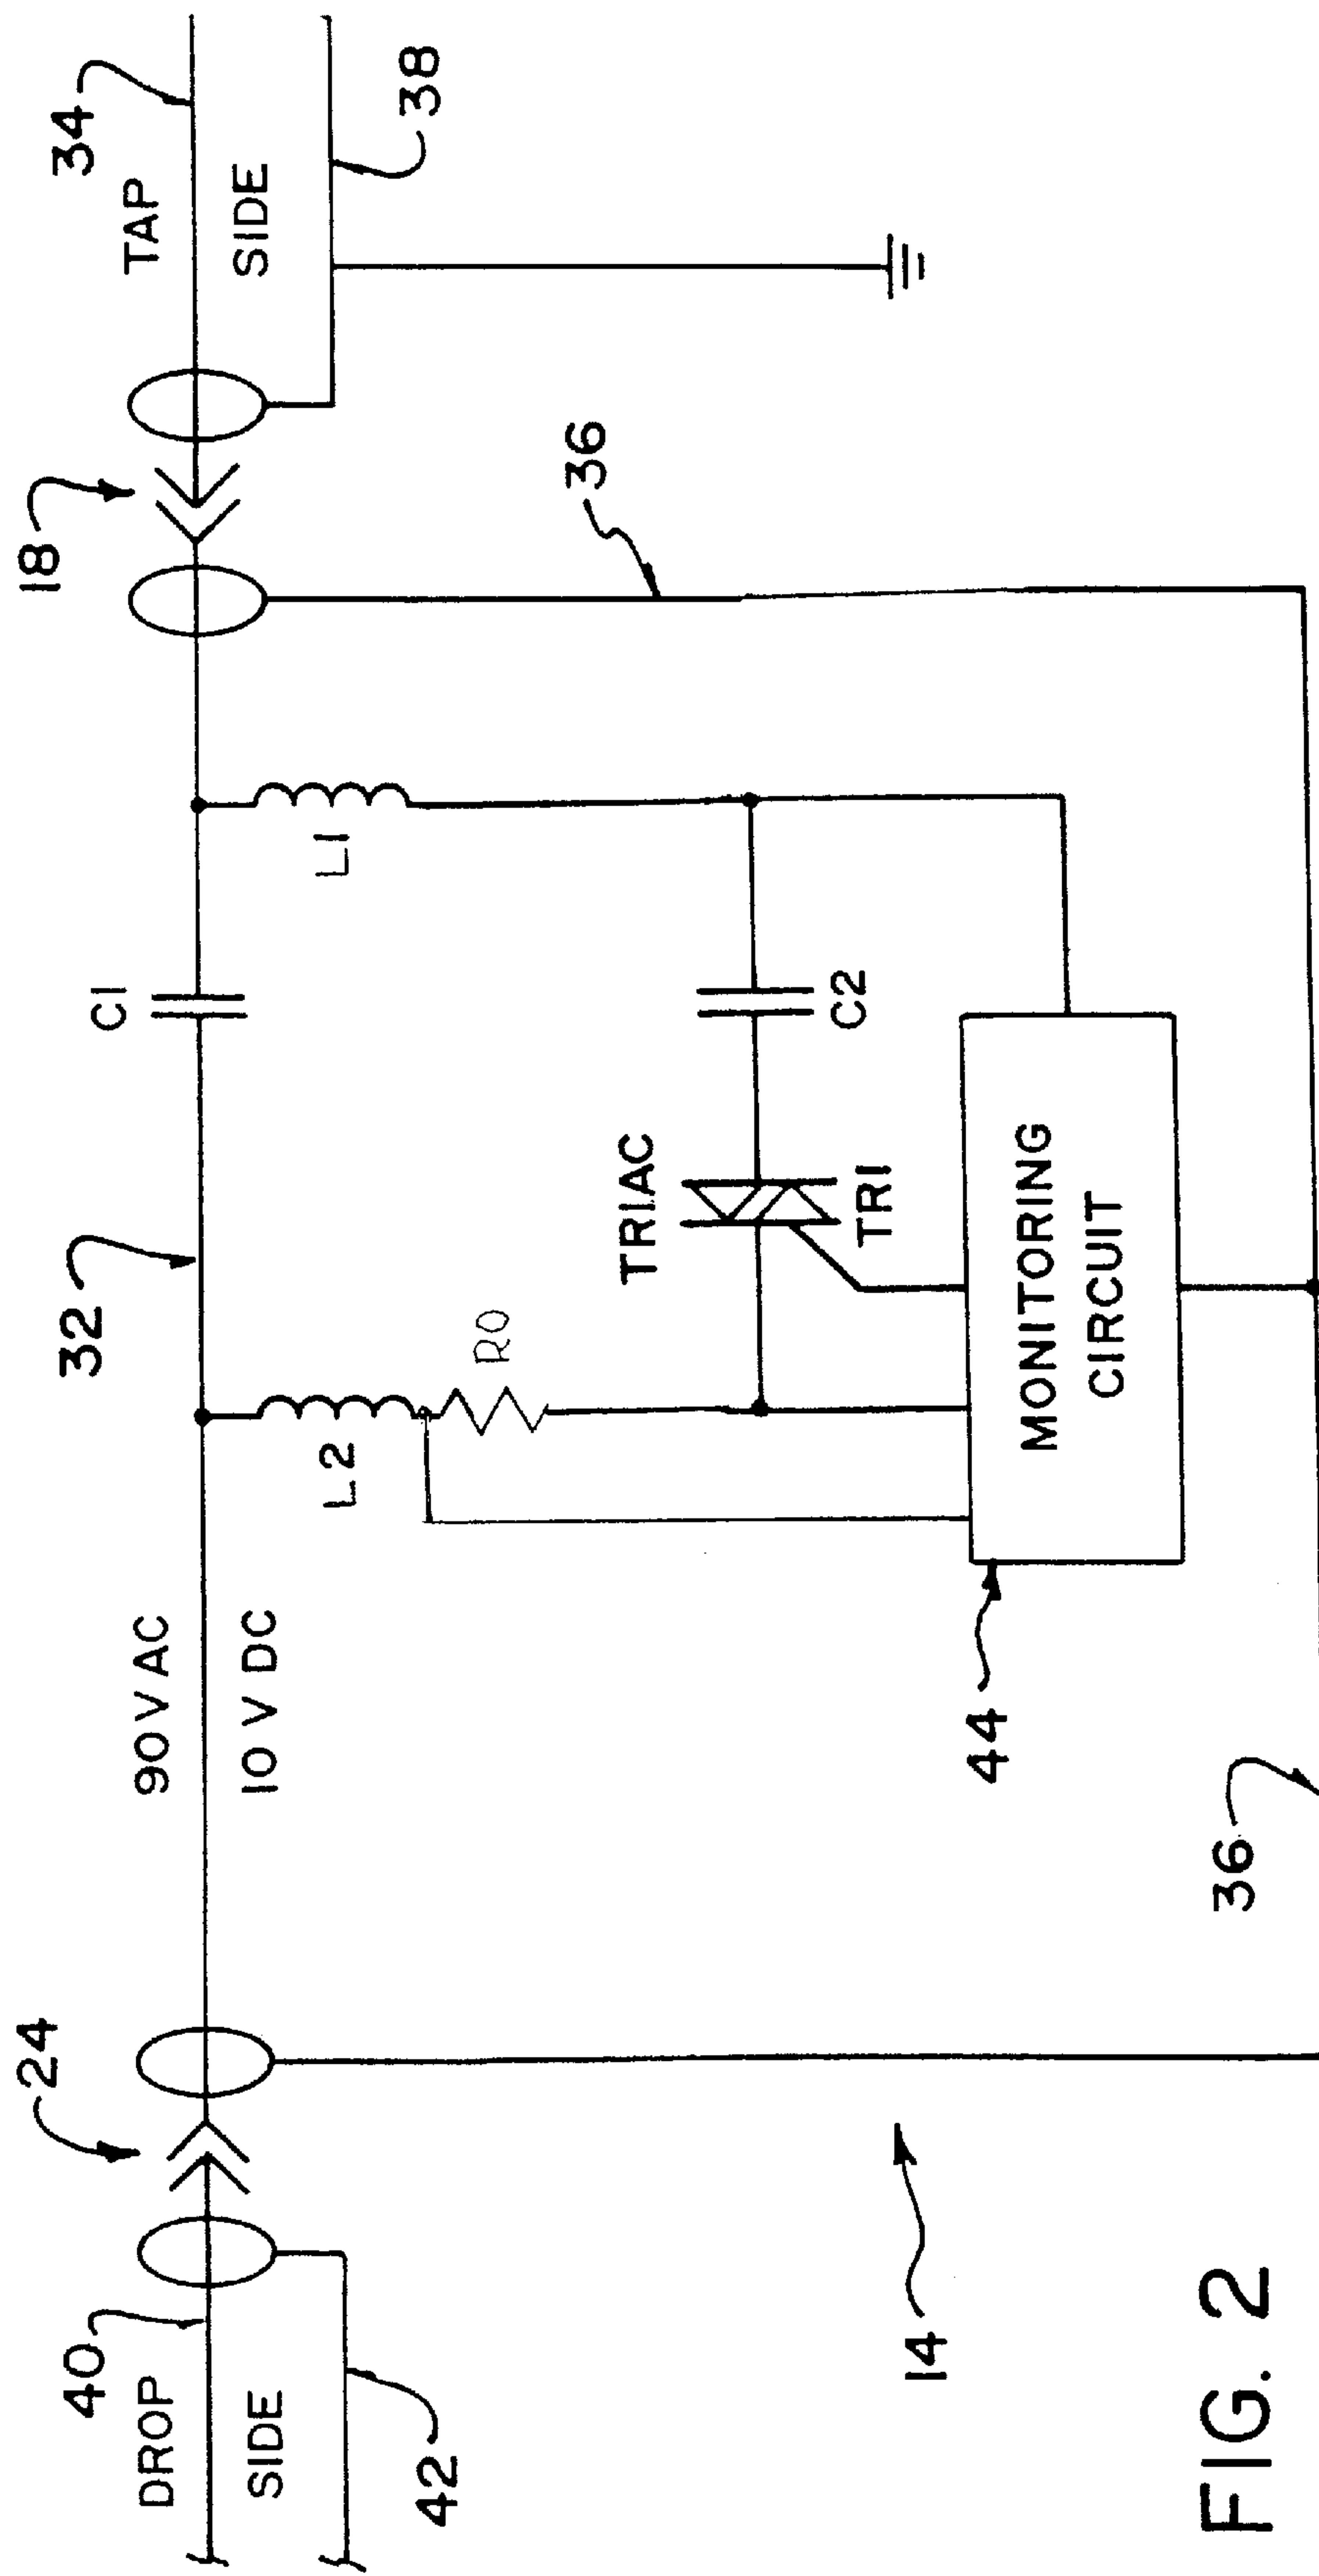 DROP
SIDE
40
42
24
90 V AC
10 V DC
32
C1
18
TAP
SIDE
34
38
L2
R0
L1
36
TRIAC
TR1
C2
MONITORING
CIRCUIT
44
14
36
FIG. 2